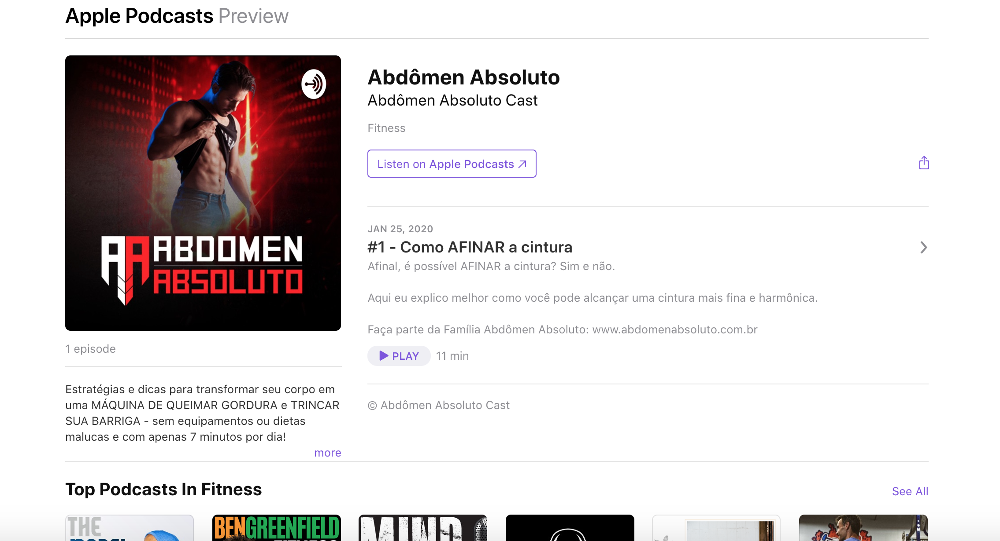 Apple Podcasts Preview
ABDOMEN
ABSOLUTO
1 episode
Estratégias e dicas para transformar seu corpo em
uma MÁQUINA DE QUEIMAR GORDURA e TRINCAR
SUA BARRIGA - sem equipamentos ou dietas
malucas e com apenas 7 minutos por dia!
more
Abdômen Absoluto
Abdômen Absoluto Cast
Fitness
Listen on Apple Podcasts
JAN 25, 2020
#1 - Como AFINAR a cintura
Afinal, é possível AFINAR a cintura? Sim e não.
Aqui eu explico melhor como você pode alcançar uma cintura mais fina e harmônica.
Faça parte da Família Abdômen Absoluto: www.abdomenabsoluto.com.br
PLAY 11 min
© Abdômen Absoluto Cast
Top Podcasts In Fitness
See All
THE
BENGREENFIELD
FITNESS
MIND